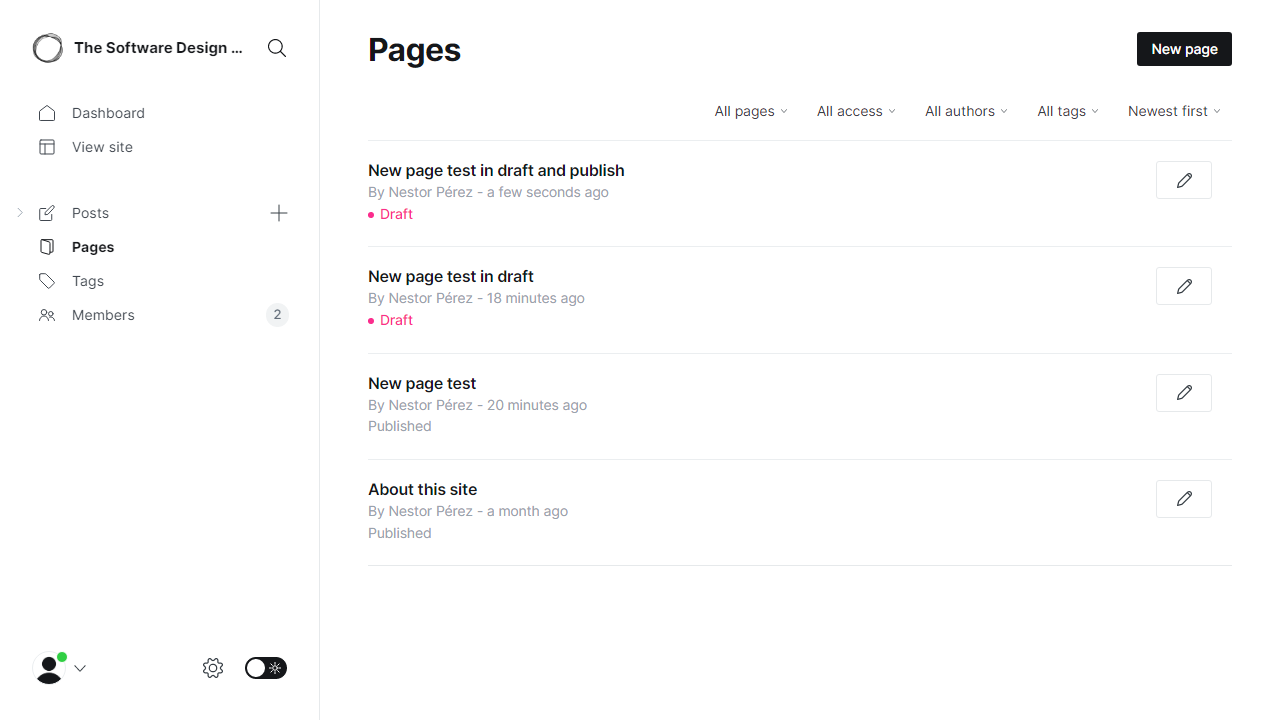 The Software Design ...
Dashboard
View site
Posts
Pages
Tags
Members
2
Pages
New page
All pages
All access
All authors
All tags
Newest first
New page test in draft and publish
By Nestor Pérez - a few seconds ago
Draft
New page test in draft
By Nestor Pérez - 18 minutes ago
Draft
New page test
By Nestor Pérez - 20 minutes ago
Published
About this site
By Nestor Pérez - a month ago
Published